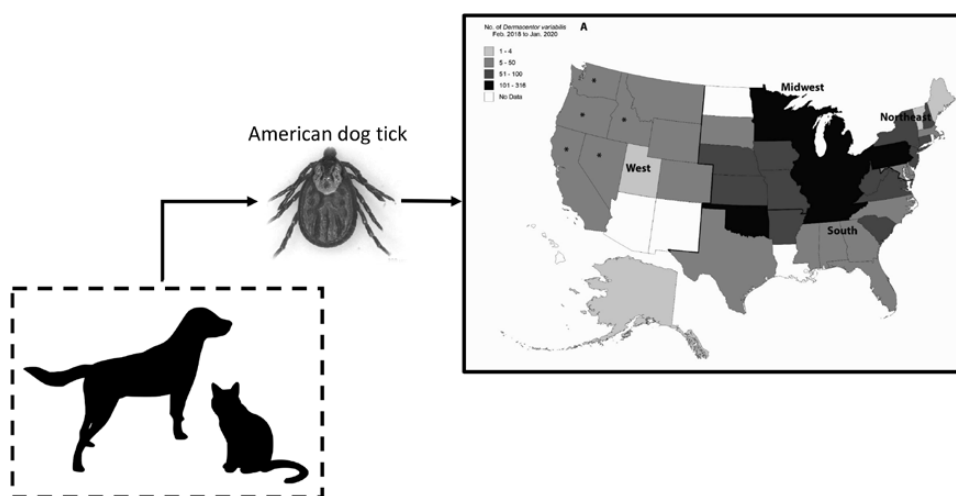 American dog tick
No. of Dermacentor variabilis
Feb. 2018 to Jan. 2020
A
1 - 4
5 - 50
51 - 100
101 - 316
No Data
Midwest
Northeast
West
South